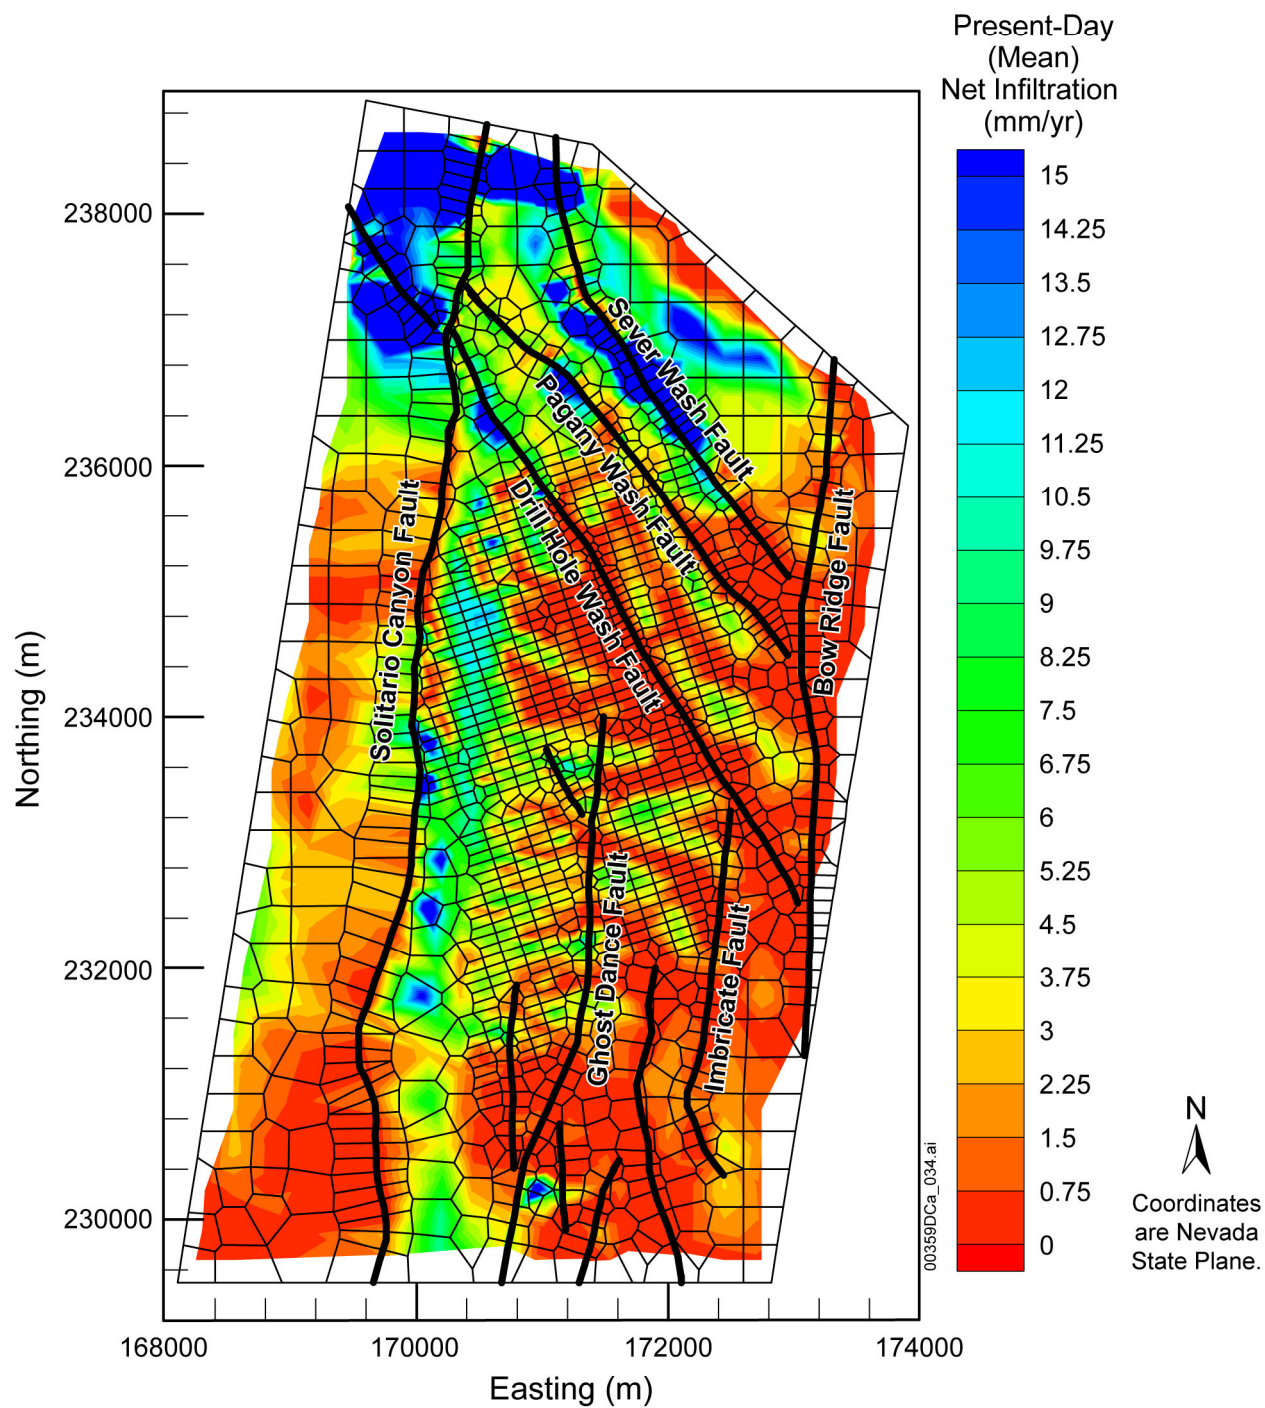 Present-Day
(Mean)
Net Infiltration
(mm/yr)
15
14.25
13.5
12.75
12
11.25
10.5
9.75
9
8.25
7.5
6.75
6
5.25
4.5
3.75
3
2.25
1.5
0.75
0
238000
236000
234000
232000
230000
Northing (m)
168000
170000
172000
174000
Easting (m)
Sever Wash Fault
Pagany Wash Fault
Drill Hole Wash Fault
Solitario Canyon Fault
Bow Ridge Fault
Ghost Dance Fault
Imbricate Fault
00359DCa_034.ai
N
Coordinates
are Nevada
State Plane.